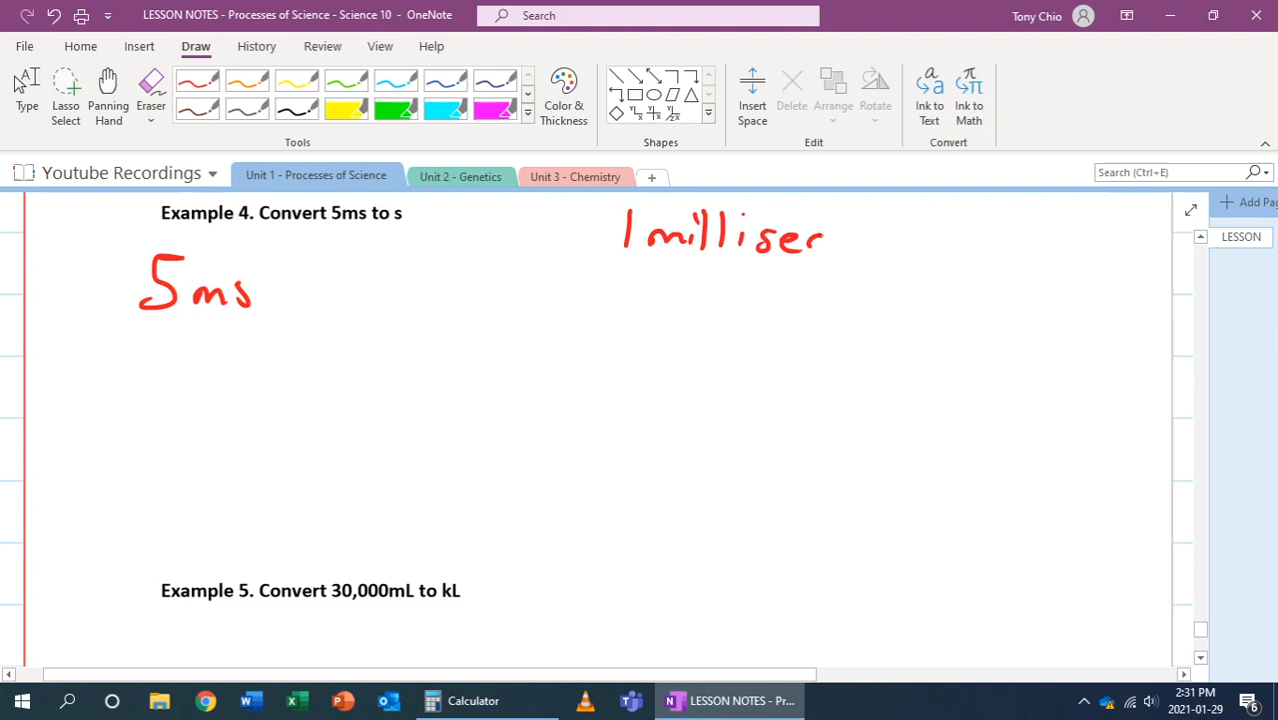 LESSON NOTES - Processes of Science - Science 10 - OneNote
Search
Tony Chio
File Home Insert Draw History Review View Help
Type
Lasso Select
Panning Hand
Eraser
Color & Thickness
Insert Space
Delete
Arrange
Rotate
Ink to Text
Ink to Math
Tools
Shapes
Edit
Convert
Youtube Recordings
Unit 1 - Processes of Science
Unit 2 - Genetics
Unit 3 - Chemistry
Search (Ctrl+E)
Add Pag
LESSON
Example 4. Convert 5ms to s
1 millisec
5 ms
Example 5. Convert 30,000mL to kL
Calculator
LESSON NOTES - Pr...
2:31 PM
2021-01-29
6